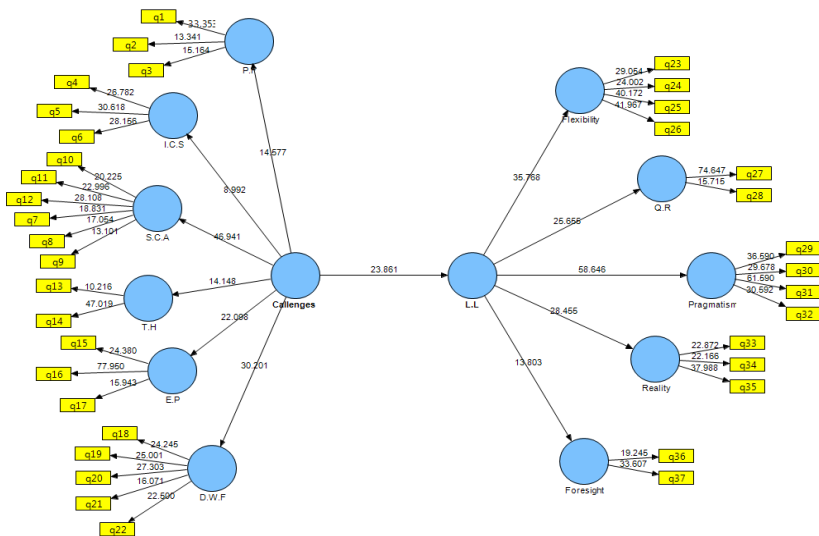 q1
33.353
q2
13.341
q3
15.164
q4
26.782
q5
30.618
q6
28.156
I.C.S
q10
20.225
q11
22.996
q12
28.108
q7
18.831
q8
17.054
q9
13.101
S.C.A
14.577
8.992
46.941
q13
10.216
q14
47.019
T.H
14.148
22.098
30.201
Callenges
q15
24.380
q16
77.950
q17
15.943
E.P
q18
24.245
q19
25.001
q20
27.303
q21
16.071
q22
22.500
D.W.F
23.861
L.L
35.768
25.655
58.646
28.455
13.803
29.054
q23
24.002
q24
40.172
q25
41.967
q26
Flexibility
74.647
q27
15.715
q28
Q.R
36.590
q29
29.678
q30
61.590
q31
30.592
q32
Pragmatism
22.872
q33
22.166
q34
37.988
q35
Reality
19.245
q36
33.607
q37
Foresight